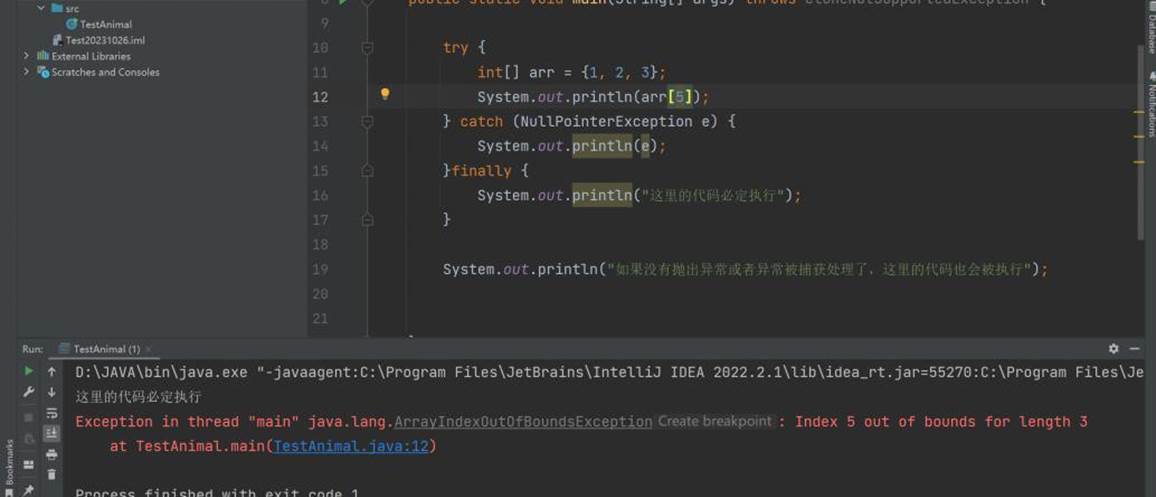 src
TestAnimal
Test20231026.iml
External Libraries
Scratches and Consoles
public static void main(String[] args) throws CloneNotSupportedException {
9
10 try {
11 int[] arr = {1, 2, 3};
12 System.out.println(arr[5]);
13 } catch (NullPointerException e) {
14 System.out.println(e);
15 }finally {
16 System.out.println("这里的代码必定执行");
17 }
18
19 System.out.println("如果没有抛出异常或者异常被捕获处理了，这里的代码也会被执行");
20
21
Database
Notifications
Run: TestAnimal (1) ×
D:\JAVA\bin\java.exe "-javaagent:C:\Program Files\JetBrains\IntelliJ IDEA 2022.2.1\lib\idea_rt.jar=55270:C:\Program Files\Je
这里的代码必定执行
Exception in thread "main" java.lang.ArrayIndexOutOfBoundsException Create breakpoint : Index 5 out of bounds for length 3
at TestAnimal.main(TestAnimal.java:12)
Process finished with exit code 1
Bookmarks